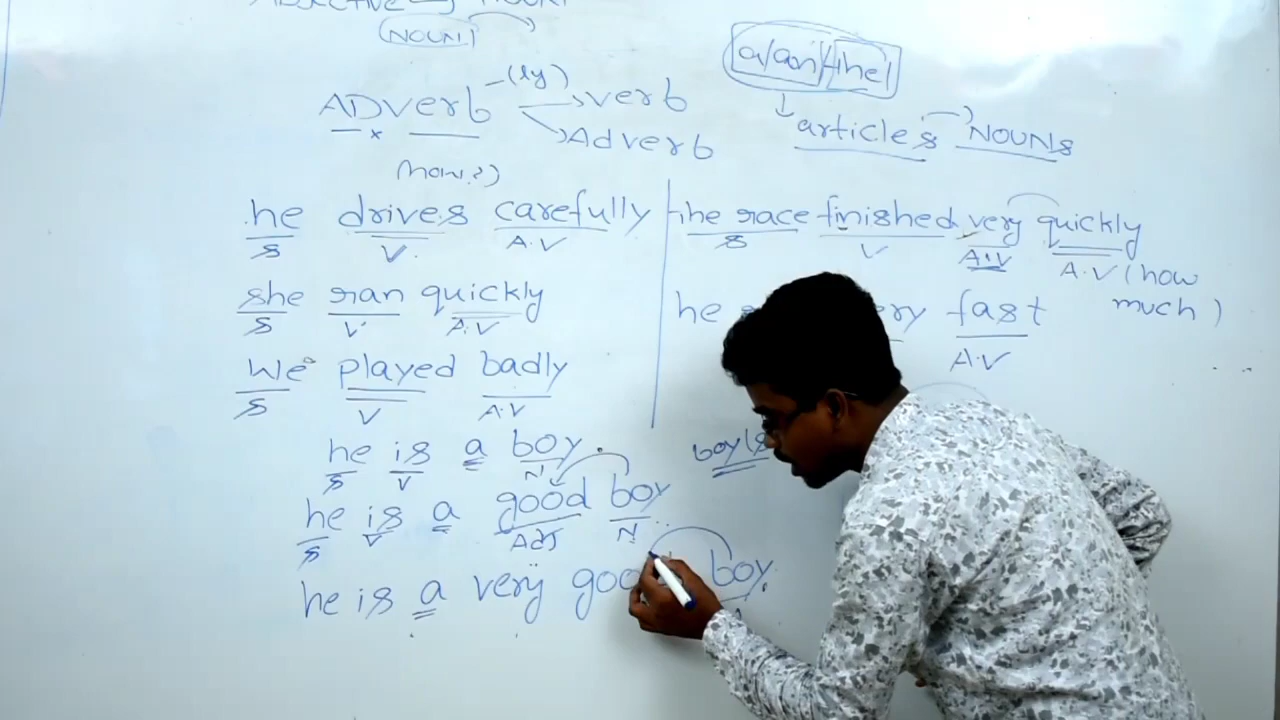 NOUN
(NOUN)
a/an/the
ADverb -(ly) verb
Adverb
articles NOUNs
(how?)
he drives carefully
S V A.V
the race finished very quickly
S V A.V A.V (how much)
she ran quickly
S V A.V
he fast
A.V
we played badly
S V A.V
he is a boy.
S V N
boy
he is a good boy
S V Adj N
he is a very boy.